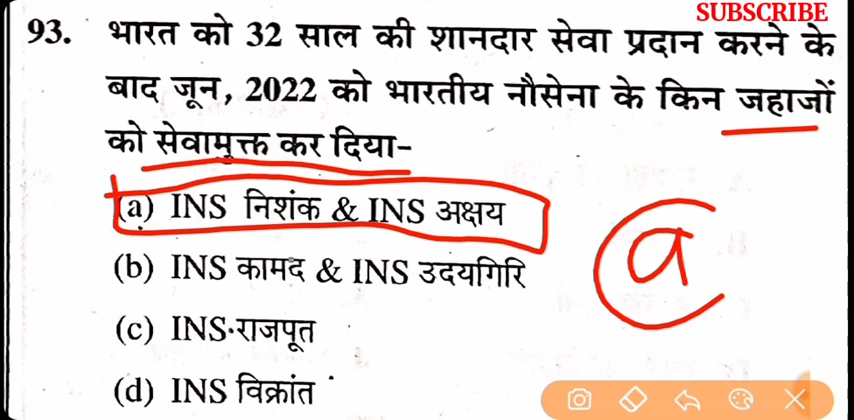 SUBSCRIBE
93. भारत को 32 साल की शानदार सेवा प्रदान करने के
बाद जून, 2022 को भारतीय नौसेना के किन जहाजों
को सेवामुक्त कर दिया-
(a) INS निशंक & INS अक्षय
a
(b) INS कामद & INS उदयगिरि
(c) INS राजपूत
(d) INS विक्रांत